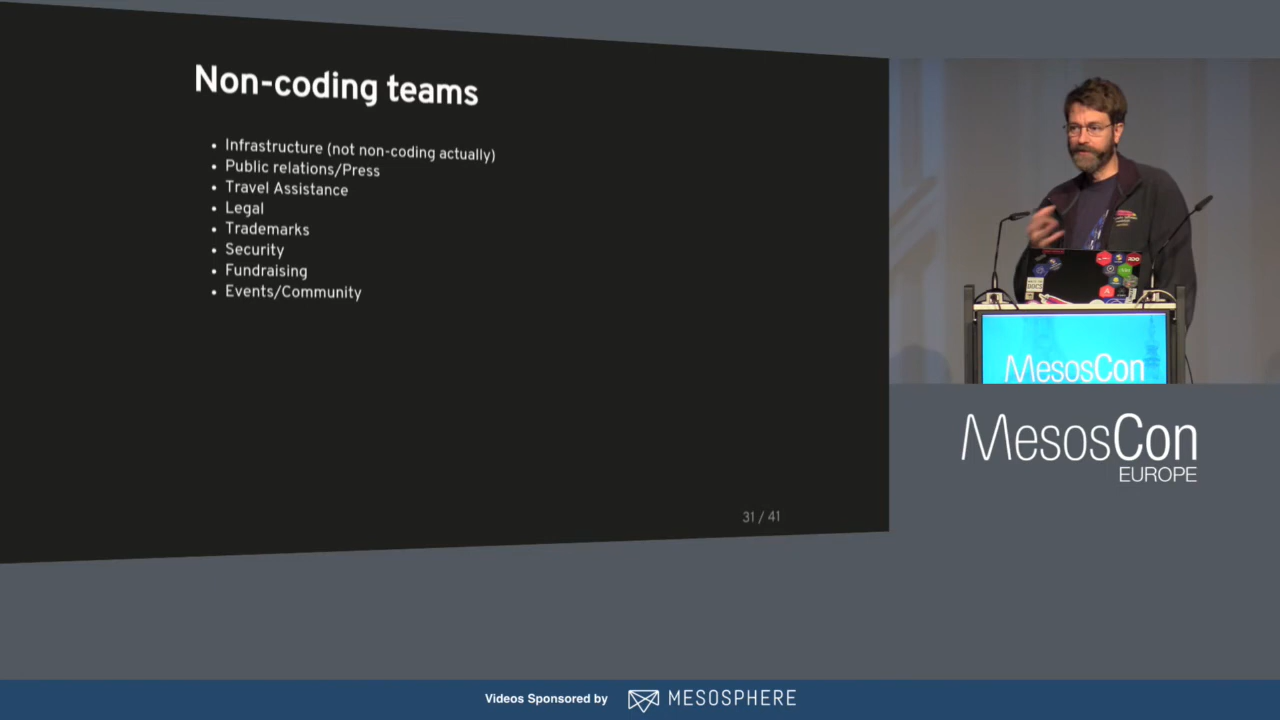 Non-coding teams
• Infrastructure (not non-coding actually)
• Public relations/Press
• Travel Assistance
• Legal
• Trademarks
• Security
• Fundraising
• Events/Community
31 / 41
MesosCon
MesosCon
EUROPE
Videos Sponsored by
MESOSPHERE